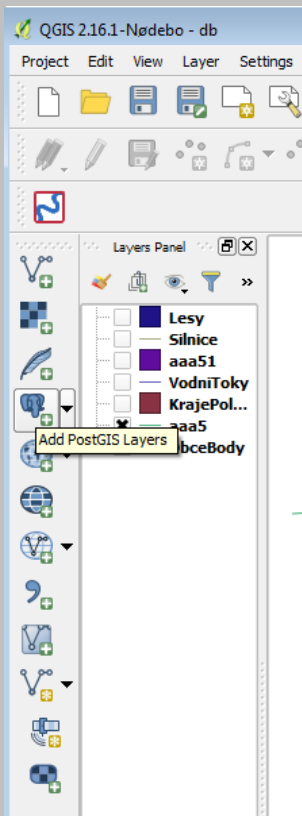 QGIS 2.16.1-Nødebo - db
Project Edit View Layer Settings
Layers Panel
Lesy
Silnice
aaa51
VodniToky
KrajePol...
aaa5
Add PostGIS Layers
bceBody